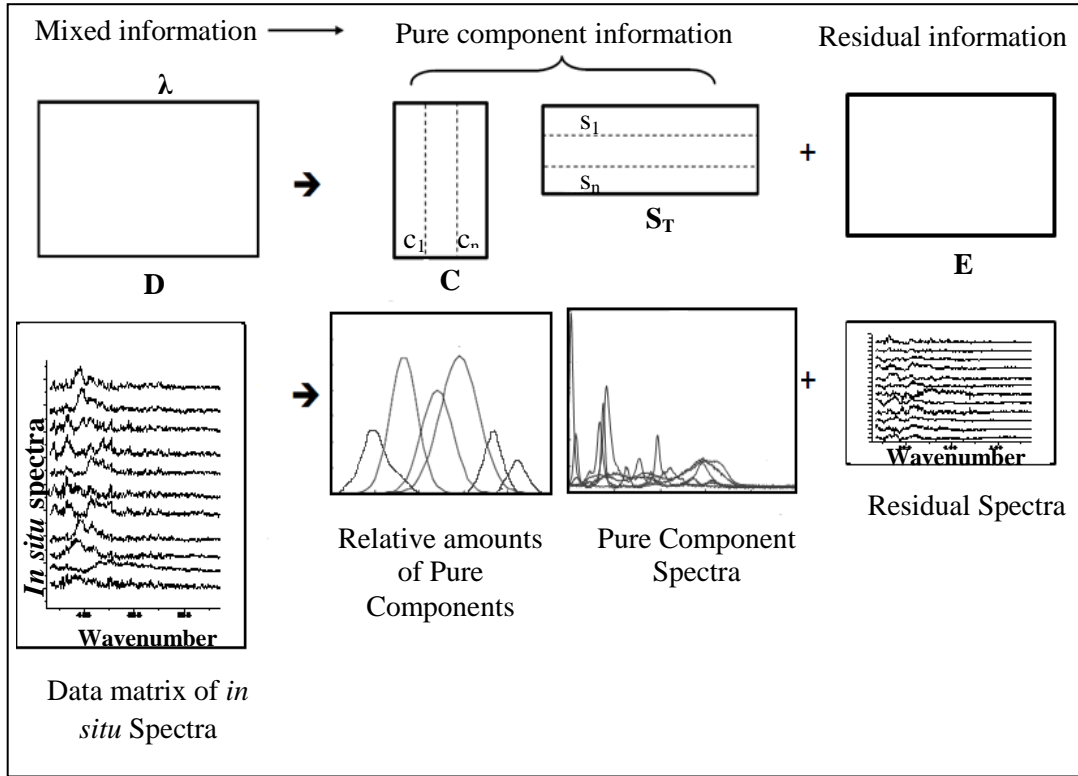 Mixed information
Pure component information
Residual information
λ
D
c1
cn
C
s1
sn
ST
+
E
In situ spectra
Wavenumber
Data matrix of in
situ Spectra
Relative amounts
of Pure
Components
Pure Component
Spectra
+
Wavenumber
Residual Spectra